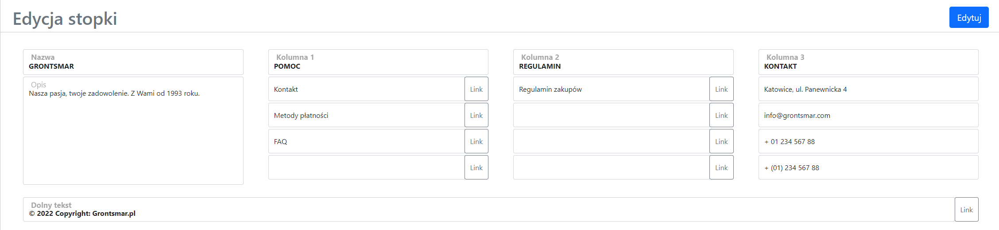 Edycja stopki
Edytuj
Nazwa
GRONTSMAR
Opis
Nasza pasja, twoje zadowolenie. Z Wami od 1993 roku.
Kolumna 1
POMOC
Kontakt
Link
Metody płatności
Link
FAQ
Link
Link
Kolumna 2
REGULAMIN
Regulamin zakupów
Link
Link
Link
Link
Kolumna 3
KONTAKT
Katowice, ul. Panewnicka 4
info@grontsmar.com
+ 01 234 567 88
+ (01) 234 567 88
Dolny tekst
© 2022 Copyright: Grontsmar.pl
Link